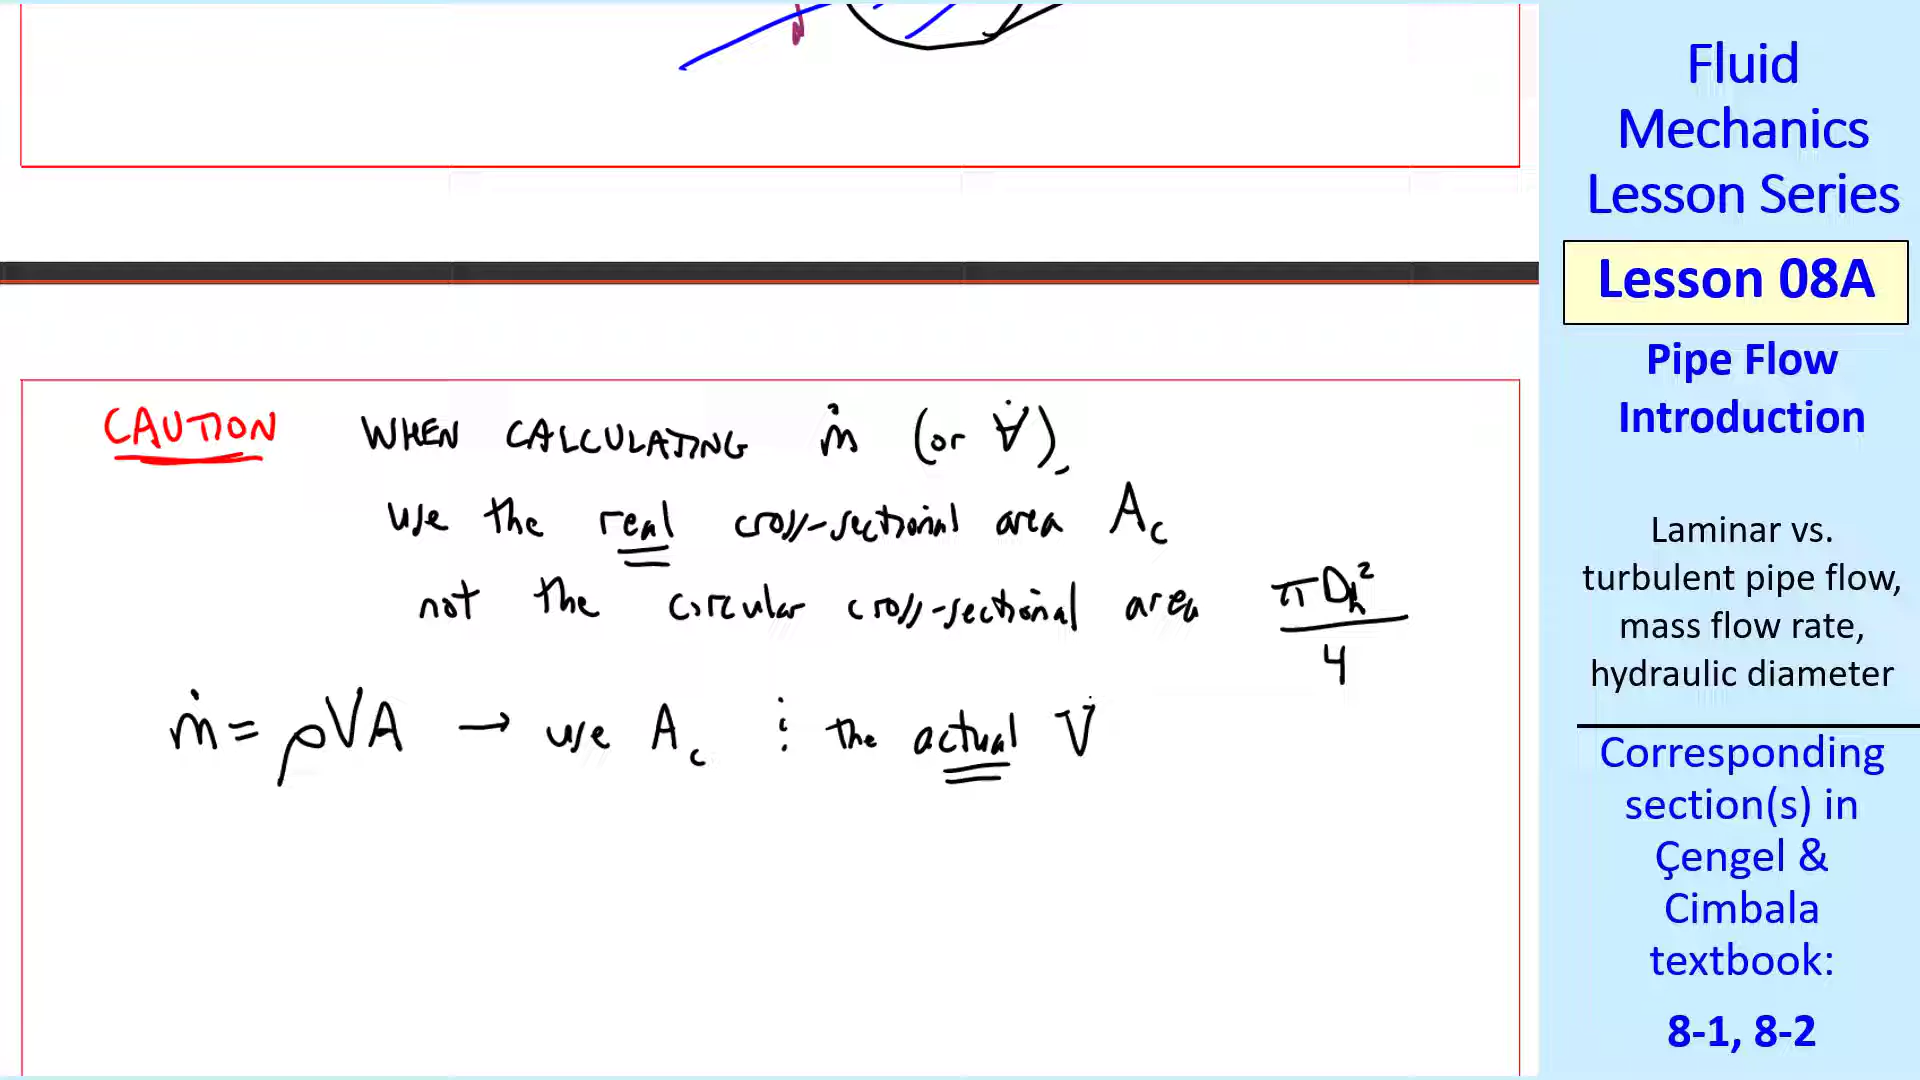 CAUTION WHEN CALCULATING ṁ (or V̶̇),
use the real cross-sectional area A_c
not the circular cross-sectional area πD_h²/4
ṁ = ρVA → use A_c ⋮ the actual V
Fluid
Mechanics
Lesson Series
Lesson 08A
Pipe Flow
Introduction
Laminar vs.
turbulent pipe flow,
mass flow rate,
hydraulic diameter
Corresponding
section(s) in
Çengel &
Cimbala
textbook:
8-1, 8-2